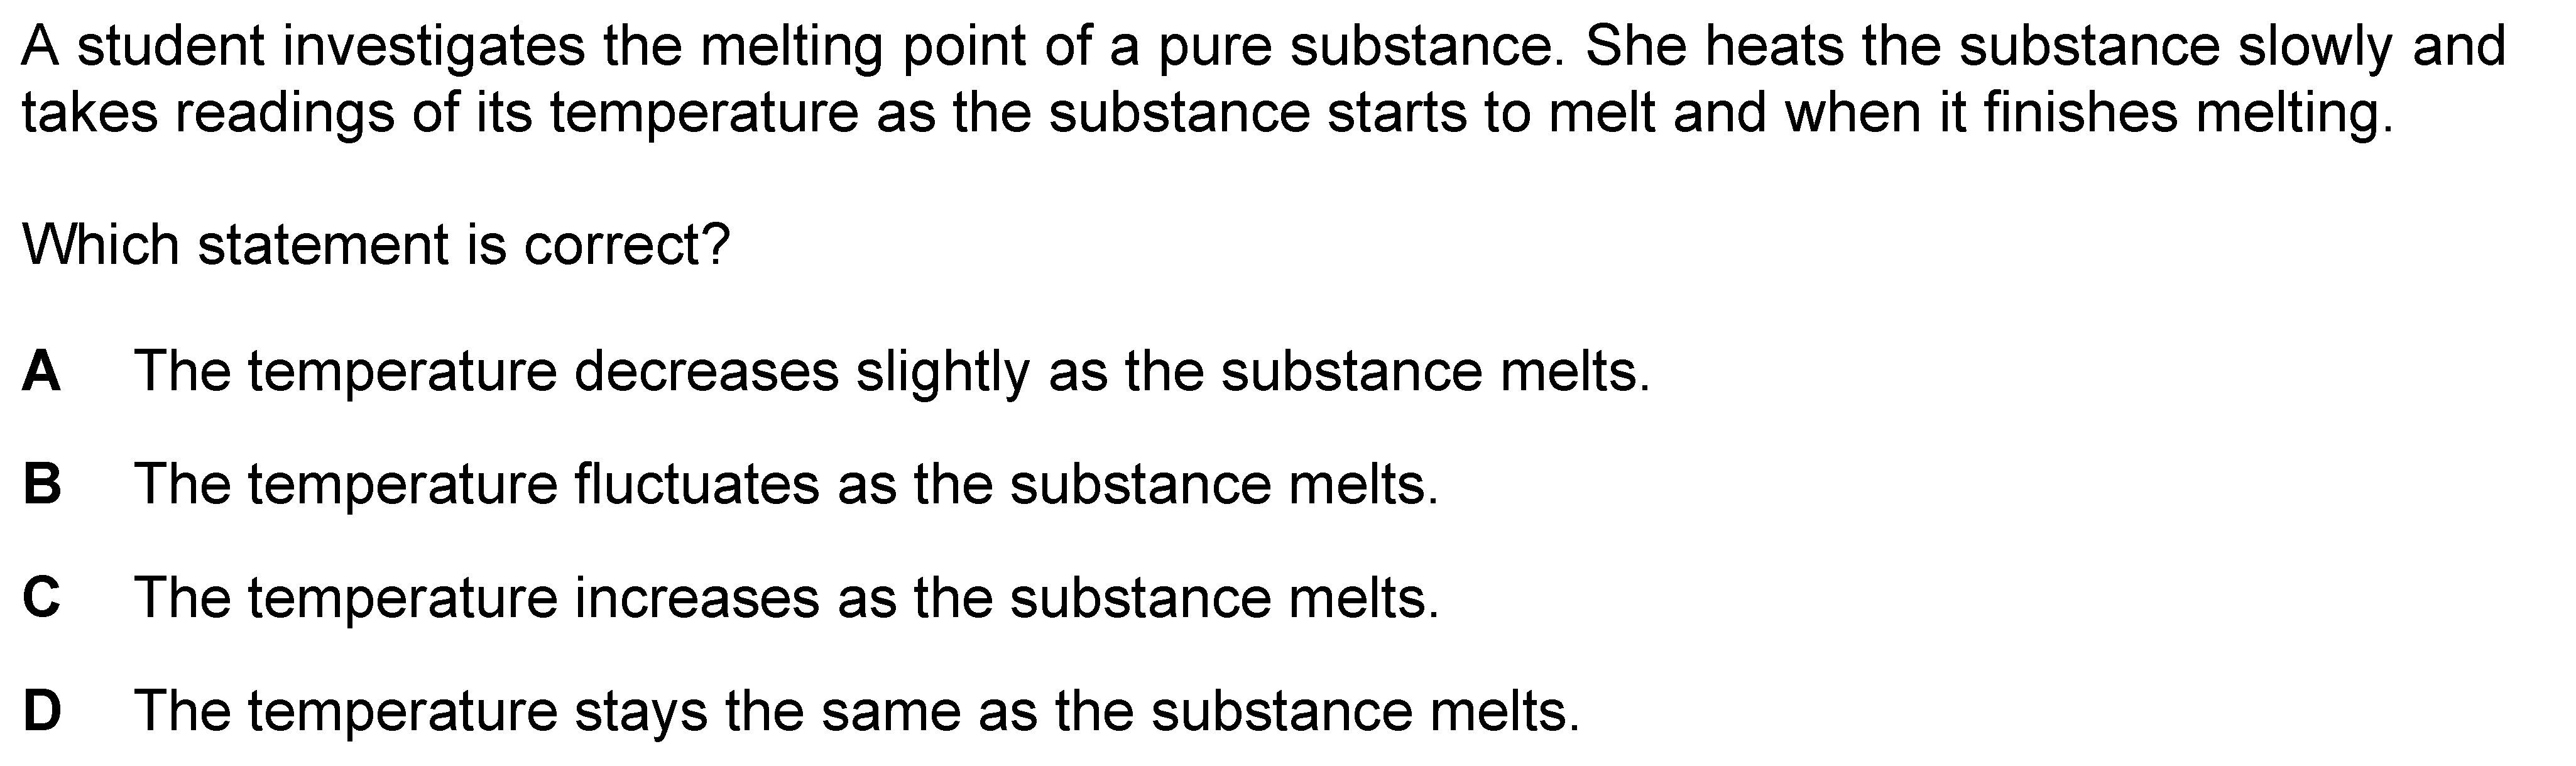 A student investigates the melting point of a pure substance. She heats the substance slowly and
takes readings of its temperature as the substance starts to melt and when it finishes melting.
Which statement is correct?
A The temperature decreases slightly as the substance melts.
B The temperature fluctuates as the substance melts.
C The temperature increases as the substance melts.
D The temperature stays the same as the substance melts.